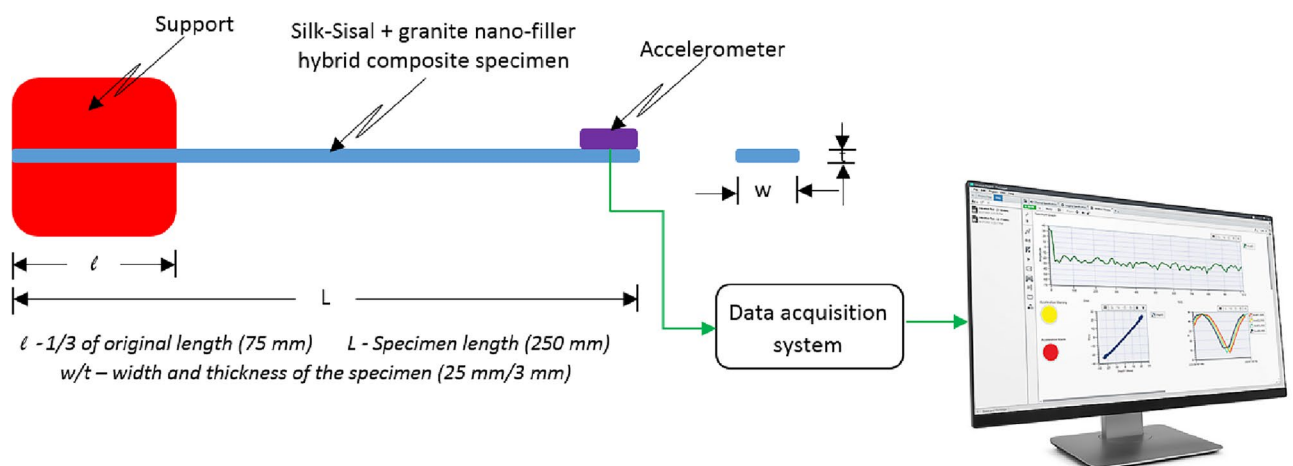 Support
Silk-Sisal + granite nano-filler
hybrid composite specimen
Accelerometer
t
w
ℓ
L
Data acquisition
system
ℓ - 1/3 of original length (75 mm) L - Specimen length (250 mm)
w/t – width and thickness of the specimen (25 mm/3 mm)